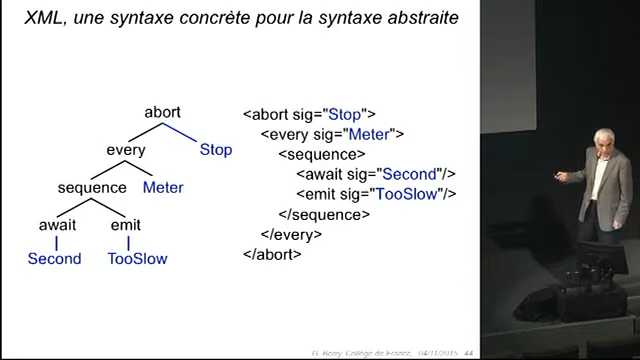 XML, une syntaxe concrète pour la syntaxe abstraite
abort
every Stop
sequence Meter
await emit
Second TooSlow
<abort sig="Stop">
<every sig="Meter">
<sequence>
<await sig="Second"/>
<emit sig="TooSlow"/>
</sequence>
</every>
</abort>
G. Berry, Collège de France, 04/11/2015 44